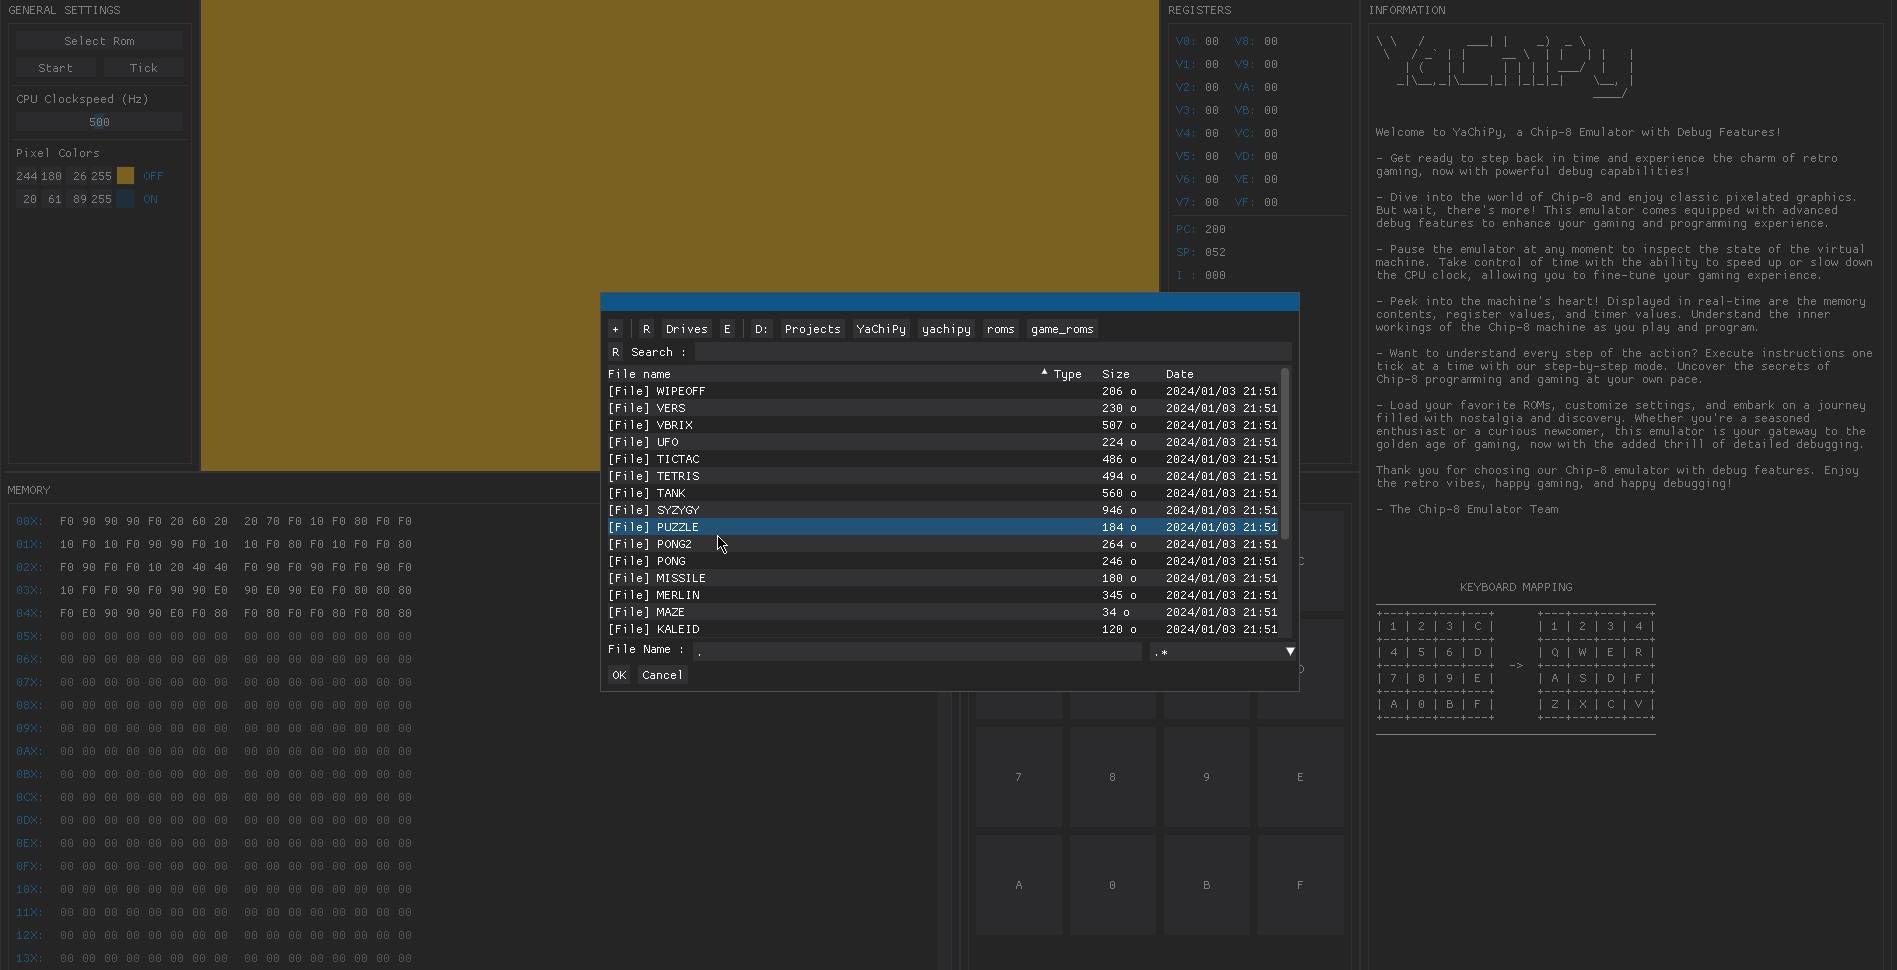 GENERAL SETTINGS
Select Rom
Start Tick
CPU Clockspeed (Hz)
500
Pixel Colors
244 180 26 255 OFF
20 61 89 255 ON
REGISTERS
V0: 00 V8: 00
V1: 00 V9: 00
V2: 00 VA: 00
V3: 00 VB: 00
V4: 00 VC: 00
V5: 00 VD: 00
V6: 00 VE: 00
V7: 00 VF: 00
PC: 200
SP: 052
I : 000
INFORMATION
Welcome to YaChiPy, a Chip-8 Emulator with Debug Features!
- Get ready to step back in time and experience the charm of retro
gaming, now with powerful debug capabilities!
- Dive into the world of Chip-8 and enjoy classic pixelated graphics.
But wait, there's more! This emulator comes equipped with advanced
debug features to enhance your gaming and programming experience.
- Pause the emulator at any moment to inspect the state of the virtual
machine. Take control of time with the ability to speed up or slow down
the CPU clock, allowing you to fine-tune your gaming experience.
- Peek into the machine's heart! Displayed in real-time are the memory
contents, register values, and timer values. Understand the inner
workings of the Chip-8 machine as you play and program.
- Want to understand every step of the action? Execute instructions one
tick at a time with our step-by-step mode. Uncover the secrets of
Chip-8 programming and gaming at your own pace.
- Load your favorite ROMs, customize settings, and embark on a journey
filled with nostalgia and discovery. Whether you're a seasoned
enthusiast or a curious newcomer, this emulator is your gateway to the
golden age of gaming, now with the added thrill of detailed debugging.
Thank you for choosing our Chip-8 emulator with debug features. Enjoy
the retro vibes, happy gaming, and happy debugging!
- The Chip-8 Emulator Team
KEYBOARD MAPPING
+---+---+---+---+ +---+---+---+---+
| 1 | 2 | 3 | C | | 1 | 2 | 3 | 4 |
+---+---+---+---+ +---+---+---+---+
| 4 | 5 | 6 | D | | Q | W | E | R |
+---+---+---+---+ -> +---+---+---+---+
| 7 | 8 | 9 | E | | A | S | D | F |
+---+---+---+---+ +---+---+---+---+
| A | 0 | B | F | | Z | X | C | V |
+---+---+---+---+ +---+---+---+---+
+ R Drives E D: Projects YaChiPy yachipy roms game_roms
R Search :
File name Type Size Date
[File] WIPEOFF 206 o 2024/01/03 21:51
[File] VERS 230 o 2024/01/03 21:51
[File] VBRIX 507 o 2024/01/03 21:51
[File] UFO 224 o 2024/01/03 21:51
[File] TICTAC 486 o 2024/01/03 21:51
[File] TETRIS 494 o 2024/01/03 21:51
[File] TANK 560 o 2024/01/03 21:51
[File] SYZYGY 946 o 2024/01/03 21:51
[File] PUZZLE 184 o 2024/01/03 21:51
[File] PONG2 264 o 2024/01/03 21:51
[File] PONG 246 o 2024/01/03 21:51
[File] MISSILE 180 o 2024/01/03 21:51
[File] MERLIN 345 o 2024/01/03 21:51
[File] MAZE 34 o 2024/01/03 21:51
[File] KALEID 120 o 2024/01/03 21:51
File Name : . .*
OK Cancel
MEMORY
00X: F0 90 90 90 F0 20 60 20 20 70 F0 10 F0 80 F0 F0
01X: 10 F0 10 F0 90 90 F0 10 10 F0 80 F0 10 F0 F0 80
02X: F0 90 F0 F0 10 20 40 40 F0 90 F0 90 F0 F0 90 F0
03X: 10 F0 F0 90 F0 90 90 E0 90 E0 90 E0 F0 80 80 80
04X: F0 E0 90 90 90 E0 F0 80 F0 80 F0 F0 80 F0 80 80
05X: 00 00 00 00 00 00 00 00 00 00 00 00 00 00 00 00
06X: 00 00 00 00 00 00 00 00 00 00 00 00 00 00 00 00
07X: 00 00 00 00 00 00 00 00 00 00 00 00 00 00 00 00
08X: 00 00 00 00 00 00 00 00 00 00 00 00 00 00 00 00
09X: 00 00 00 00 00 00 00 00 00 00 00 00 00 00 00 00
0AX: 00 00 00 00 00 00 00 00 00 00 00 00 00 00 00 00
0BX: 00 00 00 00 00 00 00 00 00 00 00 00 00 00 00 00
0CX: 00 00 00 00 00 00 00 00 00 00 00 00 00 00 00 00
0DX: 00 00 00 00 00 00 00 00 00 00 00 00 00 00 00 00
0EX: 00 00 00 00 00 00 00 00 00 00 00 00 00 00 00 00
0FX: 00 00 00 00 00 00 00 00 00 00 00 00 00 00 00 00
10X: 00 00 00 00 00 00 00 00 00 00 00 00 00 00 00 00
11X: 00 00 00 00 00 00 00 00 00 00 00 00 00 00 00 00
12X: 00 00 00 00 00 00 00 00 00 00 00 00 00 00 00 00
13X: 00 00 00 00 00 00 00 00 00 00 00 00 00 00 00 00
C
D
7 8 9 E
A 0 B F